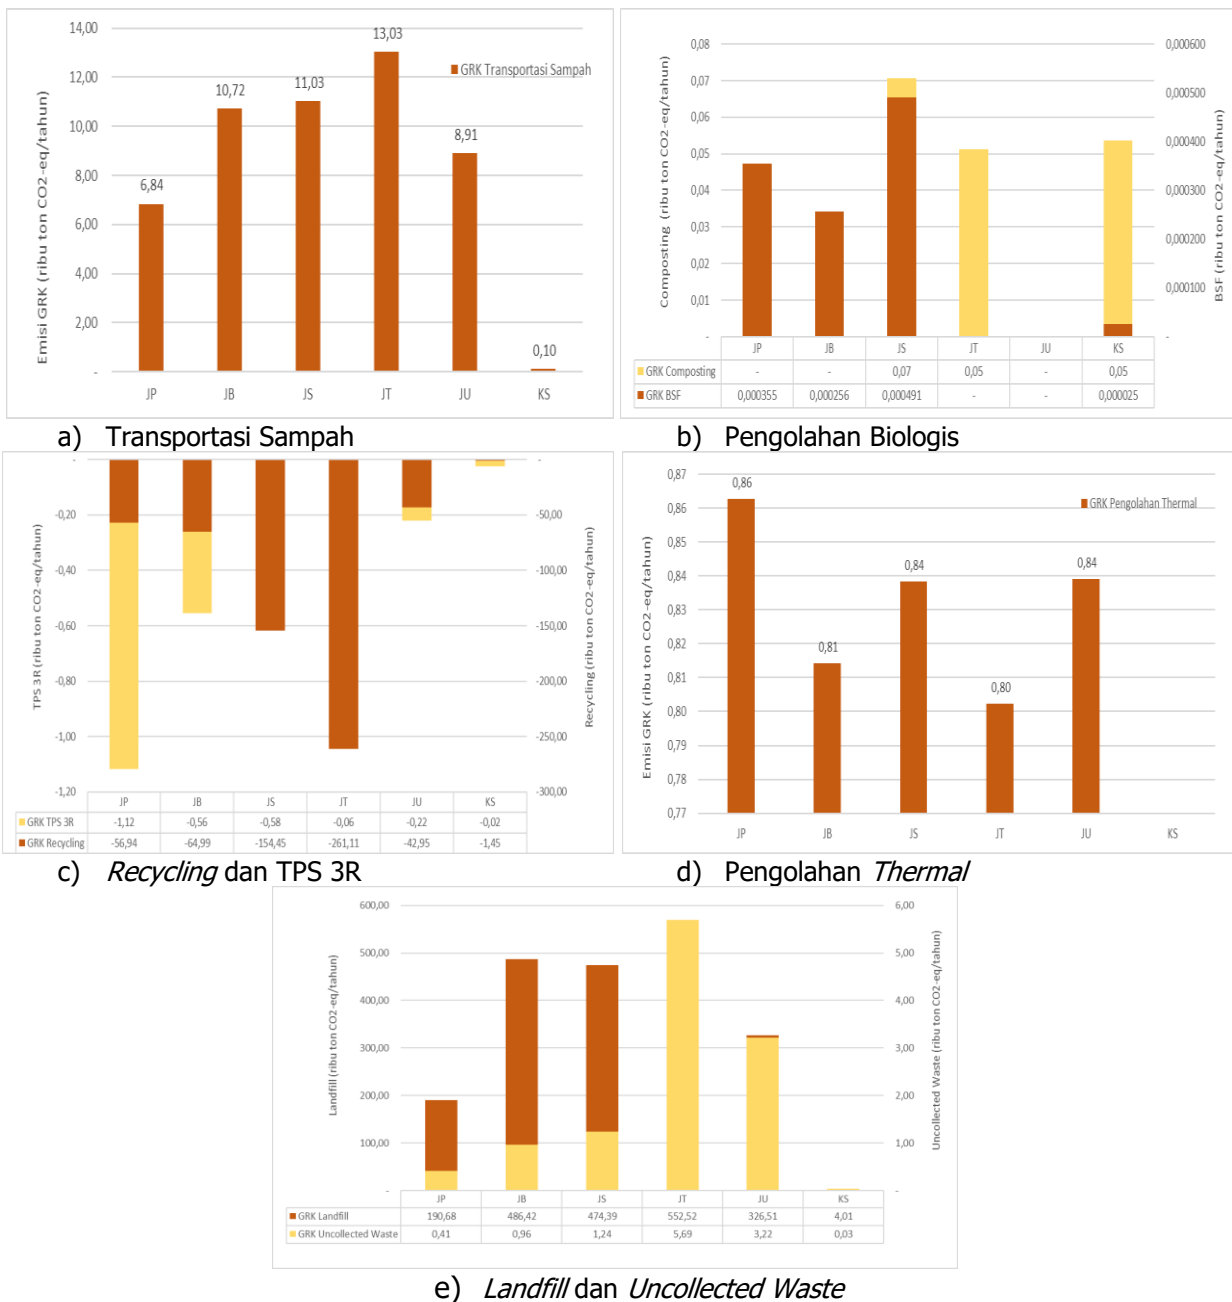 14,00
12,00
10,00
8,00
6,00
4,00
2,00
-
Emisi GRK (ribu ton CO2-eq/tahun)
6,84
10,72
11,03
13,03
8,91
0,10
GRK Transportasi Sampah
JP JB JS JT JU KS
a) Transportasi Sampah
0,08
0,07
0,06
0,05
0,04
0,03
0,02
0,01
-
Composting (ribu ton CO2-eq/tahun)
0,000600
0,000500
0,000400
0,000300
0,000200
0,000100
-
BSF (ribu ton CO2-eq/tahun)
JP JB JS JT JU KS
GRK Composting - - 0,07 0,05 - 0,05
GRK BSF 0,000355 0,000256 0,000491 - - 0,000025
b) Pengolahan Biologis
-
-0,20
-0,40
-0,60
-0,80
-1,00
-1,20
TPS 3R (ribu ton CO2-eq/tahun)
-
-50,00
-100,00
-150,00
-200,00
-250,00
-300,00
Recycling (ribu ton CO2-eq/tahun)
JP JB JS JT JU KS
GRK TPS 3R -1,12 -0,56 -0,58 -0,06 -0,22 -0,02
GRK Recycling -56,94 -64,99 -154,45 -261,11 -42,95 -1,45
c) Recycling dan TPS 3R
0,87
0,86
0,85
0,84
0,83
0,82
0,81
0,80
0,79
0,78
0,77
Emisi GRK (ribu ton CO2-eq/tahun)
0,86
0,81
0,84
0,80
0,84
GRK Pengolahan Thermal
JP JB JS JT JU KS
d) Pengolahan Thermal
600,00
500,00
400,00
300,00
200,00
100,00
-
Landfill (ribu ton CO2-eq/tahun)
6,00
5,00
4,00
3,00
2,00
1,00
-
Uncollected Waste (ribu ton CO2-eq/tahun)
JP JB JS JT JU KS
GRK Landfill 190,68 486,42 474,39 552,52 326,51 4,01
GRK Uncollected Waste 0,41 0,96 1,24 5,69 3,22 0,03
e) Landfill dan Uncollected Waste